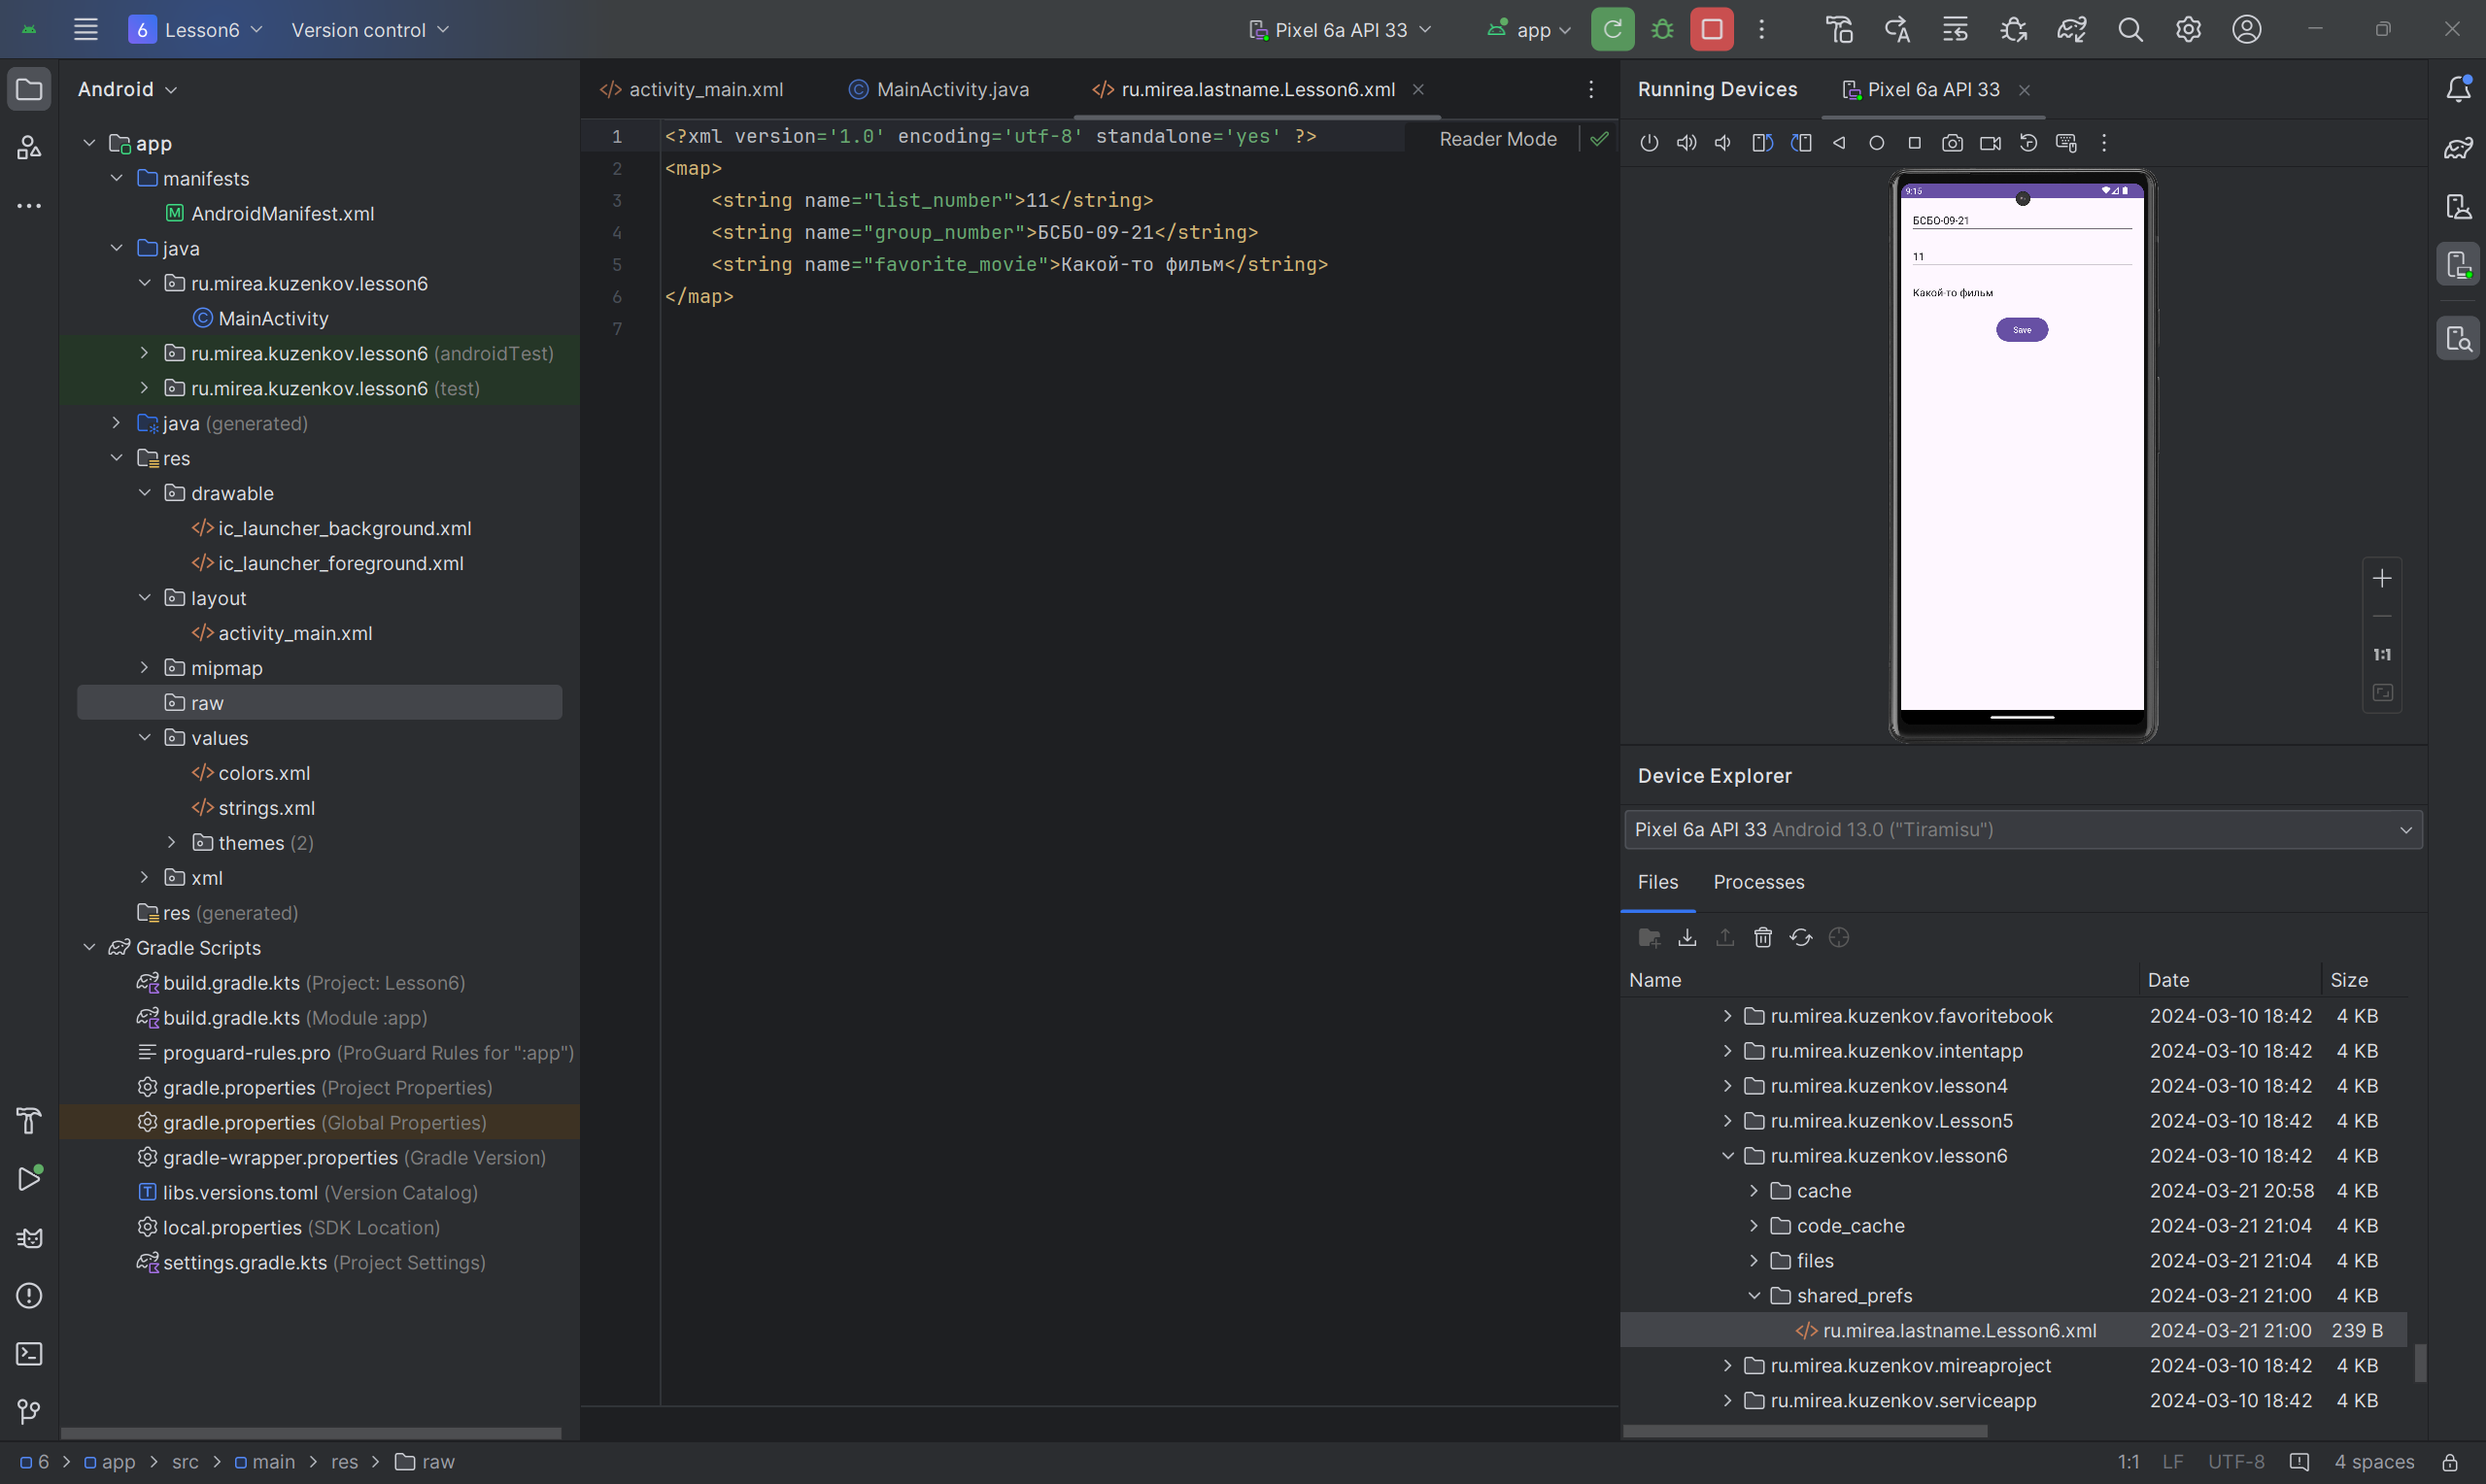 6 Lesson6 Version control Pixel 6a API 33 app
Android
app
manifests
AndroidManifest.xml
java
ru.mirea.kuzenkov.lesson6
MainActivity
ru.mirea.kuzenkov.lesson6 (androidTest)
ru.mirea.kuzenkov.lesson6 (test)
java (generated)
res
drawable
ic_launcher_background.xml
ic_launcher_foreground.xml
layout
activity_main.xml
mipmap
raw
values
colors.xml
strings.xml
themes (2)
xml
res (generated)
Gradle Scripts
build.gradle.kts (Project: Lesson6)
build.gradle.kts (Module :app)
proguard-rules.pro (ProGuard Rules for ":app")
gradle.properties (Project Properties)
gradle.properties (Global Properties)
gradle-wrapper.properties (Gradle Version)
libs.versions.toml (Version Catalog)
local.properties (SDK Location)
settings.gradle.kts (Project Settings)
activity_main.xml MainActivity.java ru.mirea.lastname.Lesson6.xml
Reader Mode
1 <?xml version='1.0' encoding='utf-8' standalone='yes' ?>
2 <map>
3 <string name="list_number">11</string>
4 <string name="group_number">БСБО-09-21</string>
5 <string name="favorite_movie">Какой-то фильм</string>
6 </map>
7
Running Devices Pixel 6a API 33
9:15
БСБО-09-21
11
Какой-то фильм
Save
1:1
Device Explorer
Pixel 6a API 33 Android 13.0 ("Tiramisu")
Files Processes
Name Date Size
ru.mirea.kuzenkov.favoritebook 2024-03-10 18:42 4 KB
ru.mirea.kuzenkov.intentapp 2024-03-10 18:42 4 KB
ru.mirea.kuzenkov.lesson4 2024-03-10 18:42 4 KB
ru.mirea.kuzenkov.Lesson5 2024-03-10 18:42 4 KB
ru.mirea.kuzenkov.lesson6 2024-03-10 18:42 4 KB
cache 2024-03-21 20:58 4 KB
code_cache 2024-03-21 21:04 4 KB
files 2024-03-21 21:04 4 KB
shared_prefs 2024-03-21 21:00 4 KB
ru.mirea.lastname.Lesson6.xml 2024-03-21 21:00 239 B
ru.mirea.kuzenkov.mireaproject 2024-03-10 18:42 4 KB
ru.mirea.kuzenkov.serviceapp 2024-03-10 18:42 4 KB
6 > app > src > main > res > raw
1:1 LF UTF-8 4 spaces